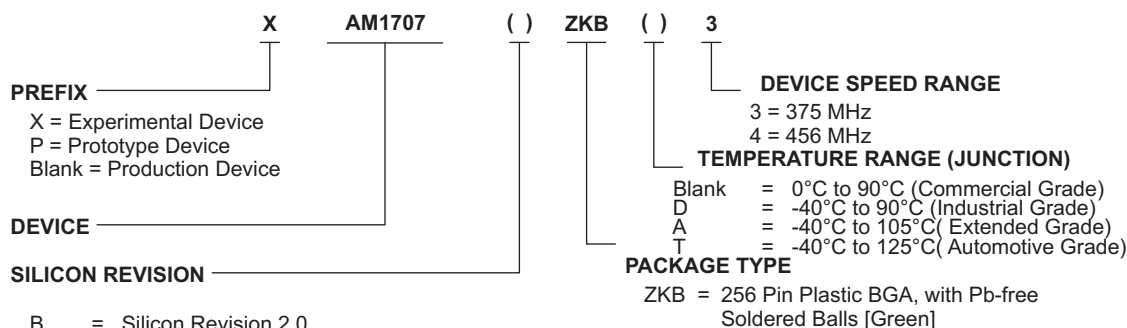 X AM1707 ( ) ZKB ( ) 3
PREFIX
X = Experimental Device
P = Prototype Device
Blank = Production Device
DEVICE
SILICON REVISION
B = Silicon Revision 2.0
DEVICE SPEED RANGE
3 = 375 MHz
4 = 456 MHz
TEMPERATURE RANGE (JUNCTION)
Blank = 0°C to 90°C (Commercial Grade)
D = -40°C to 90°C (Industrial Grade)
A = -40°C to 105°C( Extended Grade)
T = -40°C to 125°C( Automotive Grade)
PACKAGE TYPE
ZKB = 256 Pin Plastic BGA, with Pb-free
Soldered Balls [Green]